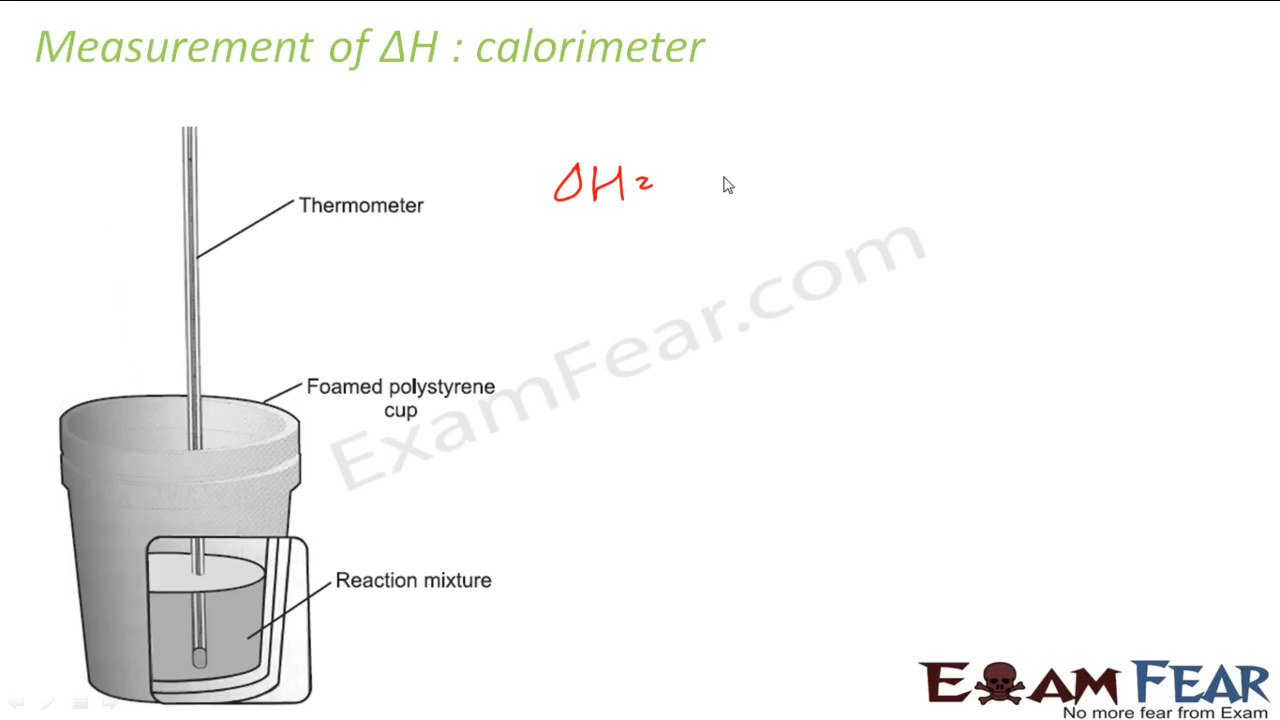 Measurement of ΔH : calorimeter
ΔH =
Thermometer
Foamed polystyrene
cup
Reaction mixture
ExamFear.com
EXAM FEAR
No more fear from Exam